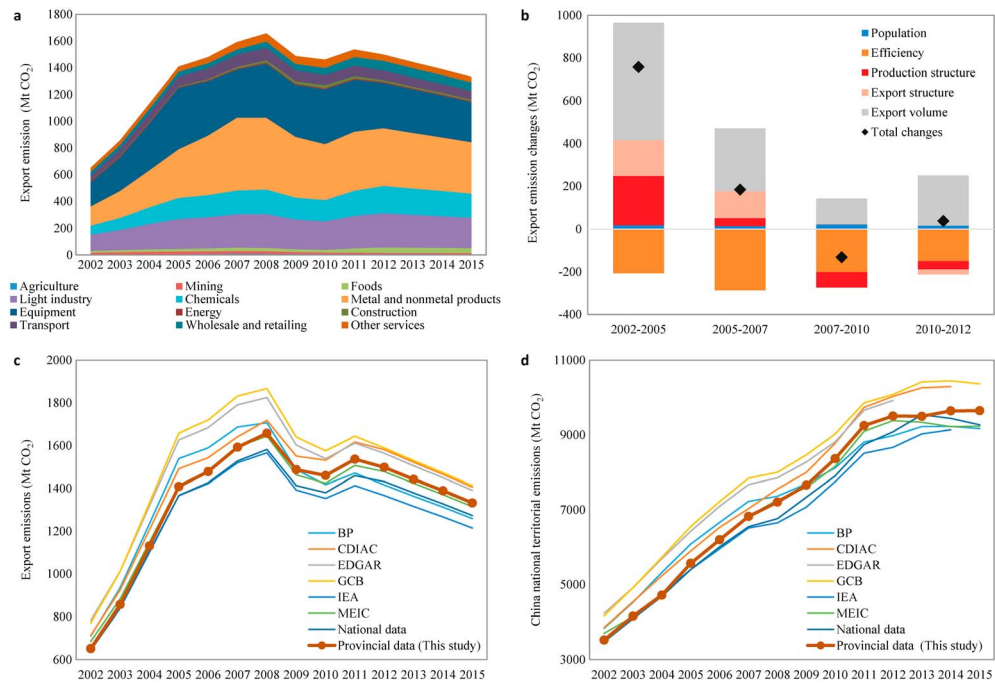 a
Export emission (Mt CO2)
1800
1600
1400
1200
1000
800
600
400
200
0
2002 2003 2004 2005 2006 2007 2008 2009 2010 2011 2012 2013 2014 2015
Agriculture Mining Foods
Light industry Chemicals Metal and nonmetal products
Equipment Energy Construction
Transport Wholesale and retailing Other services
b
Export emission changes (Mt CO2)
1000
800
600
400
200
0
-200
-400
Population
Efficiency
Production structure
Export structure
Export volume
Total changes
2002-2005 2005-2007 2007-2010 2010-2012
c
Export emissions (Mt CO2)
2000
1800
1600
1400
1200
1000
800
600
BP
CDIAC
EDGAR
GCB
IEA
MEIC
National data
Provincial data (This study)
2002 2003 2004 2005 2006 2007 2008 2009 2010 2011 2012 2013 2014 2015
d
China national territorial emissions (Mt CO2)
11000
9000
7000
5000
3000
BP
CDIAC
EDGAR
GCB
IEA
MEIC
National data
Provincial data (This study)
2002 2003 2004 2005 2006 2007 2008 2009 2010 2011 2012 2013 2014 2015